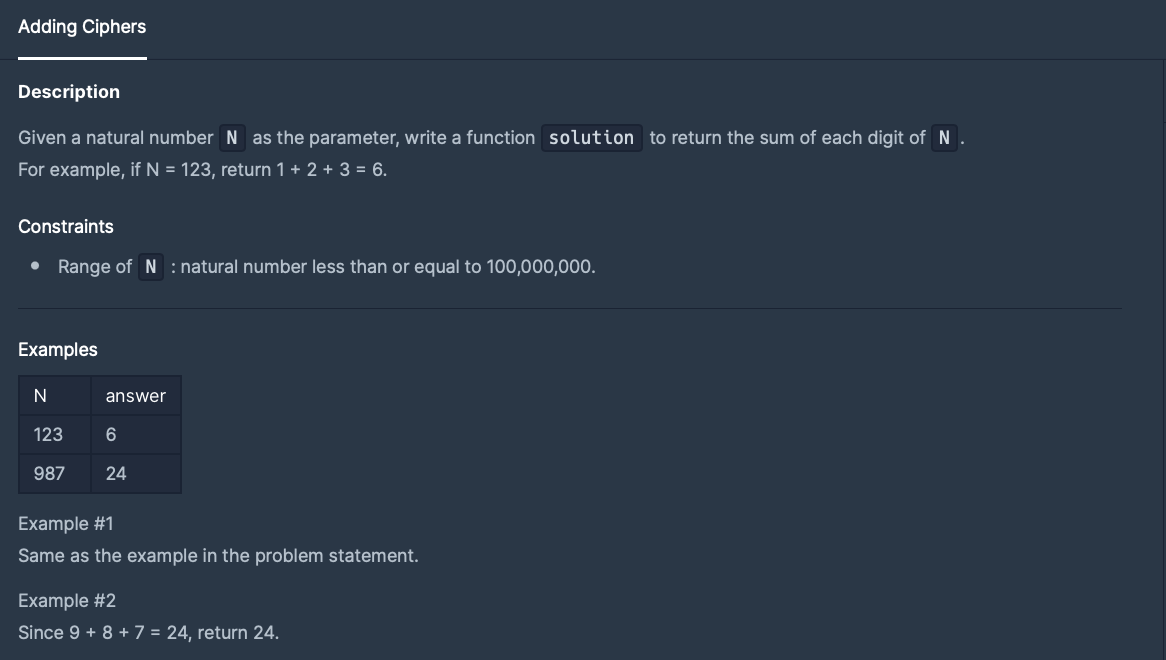 Adding Ciphers
Description
Given a natural number N as the parameter, write a function solution to return the sum of each digit of N .
For example, if N = 123, return 1 + 2 + 3 = 6.
Constraints
Range of N : natural number less than or equal to 100,000,000.
Examples
N answer
123 6
987 24
Example #1
Same as the example in the problem statement.
Example #2
Since 9 + 8 + 7 = 24, return 24.